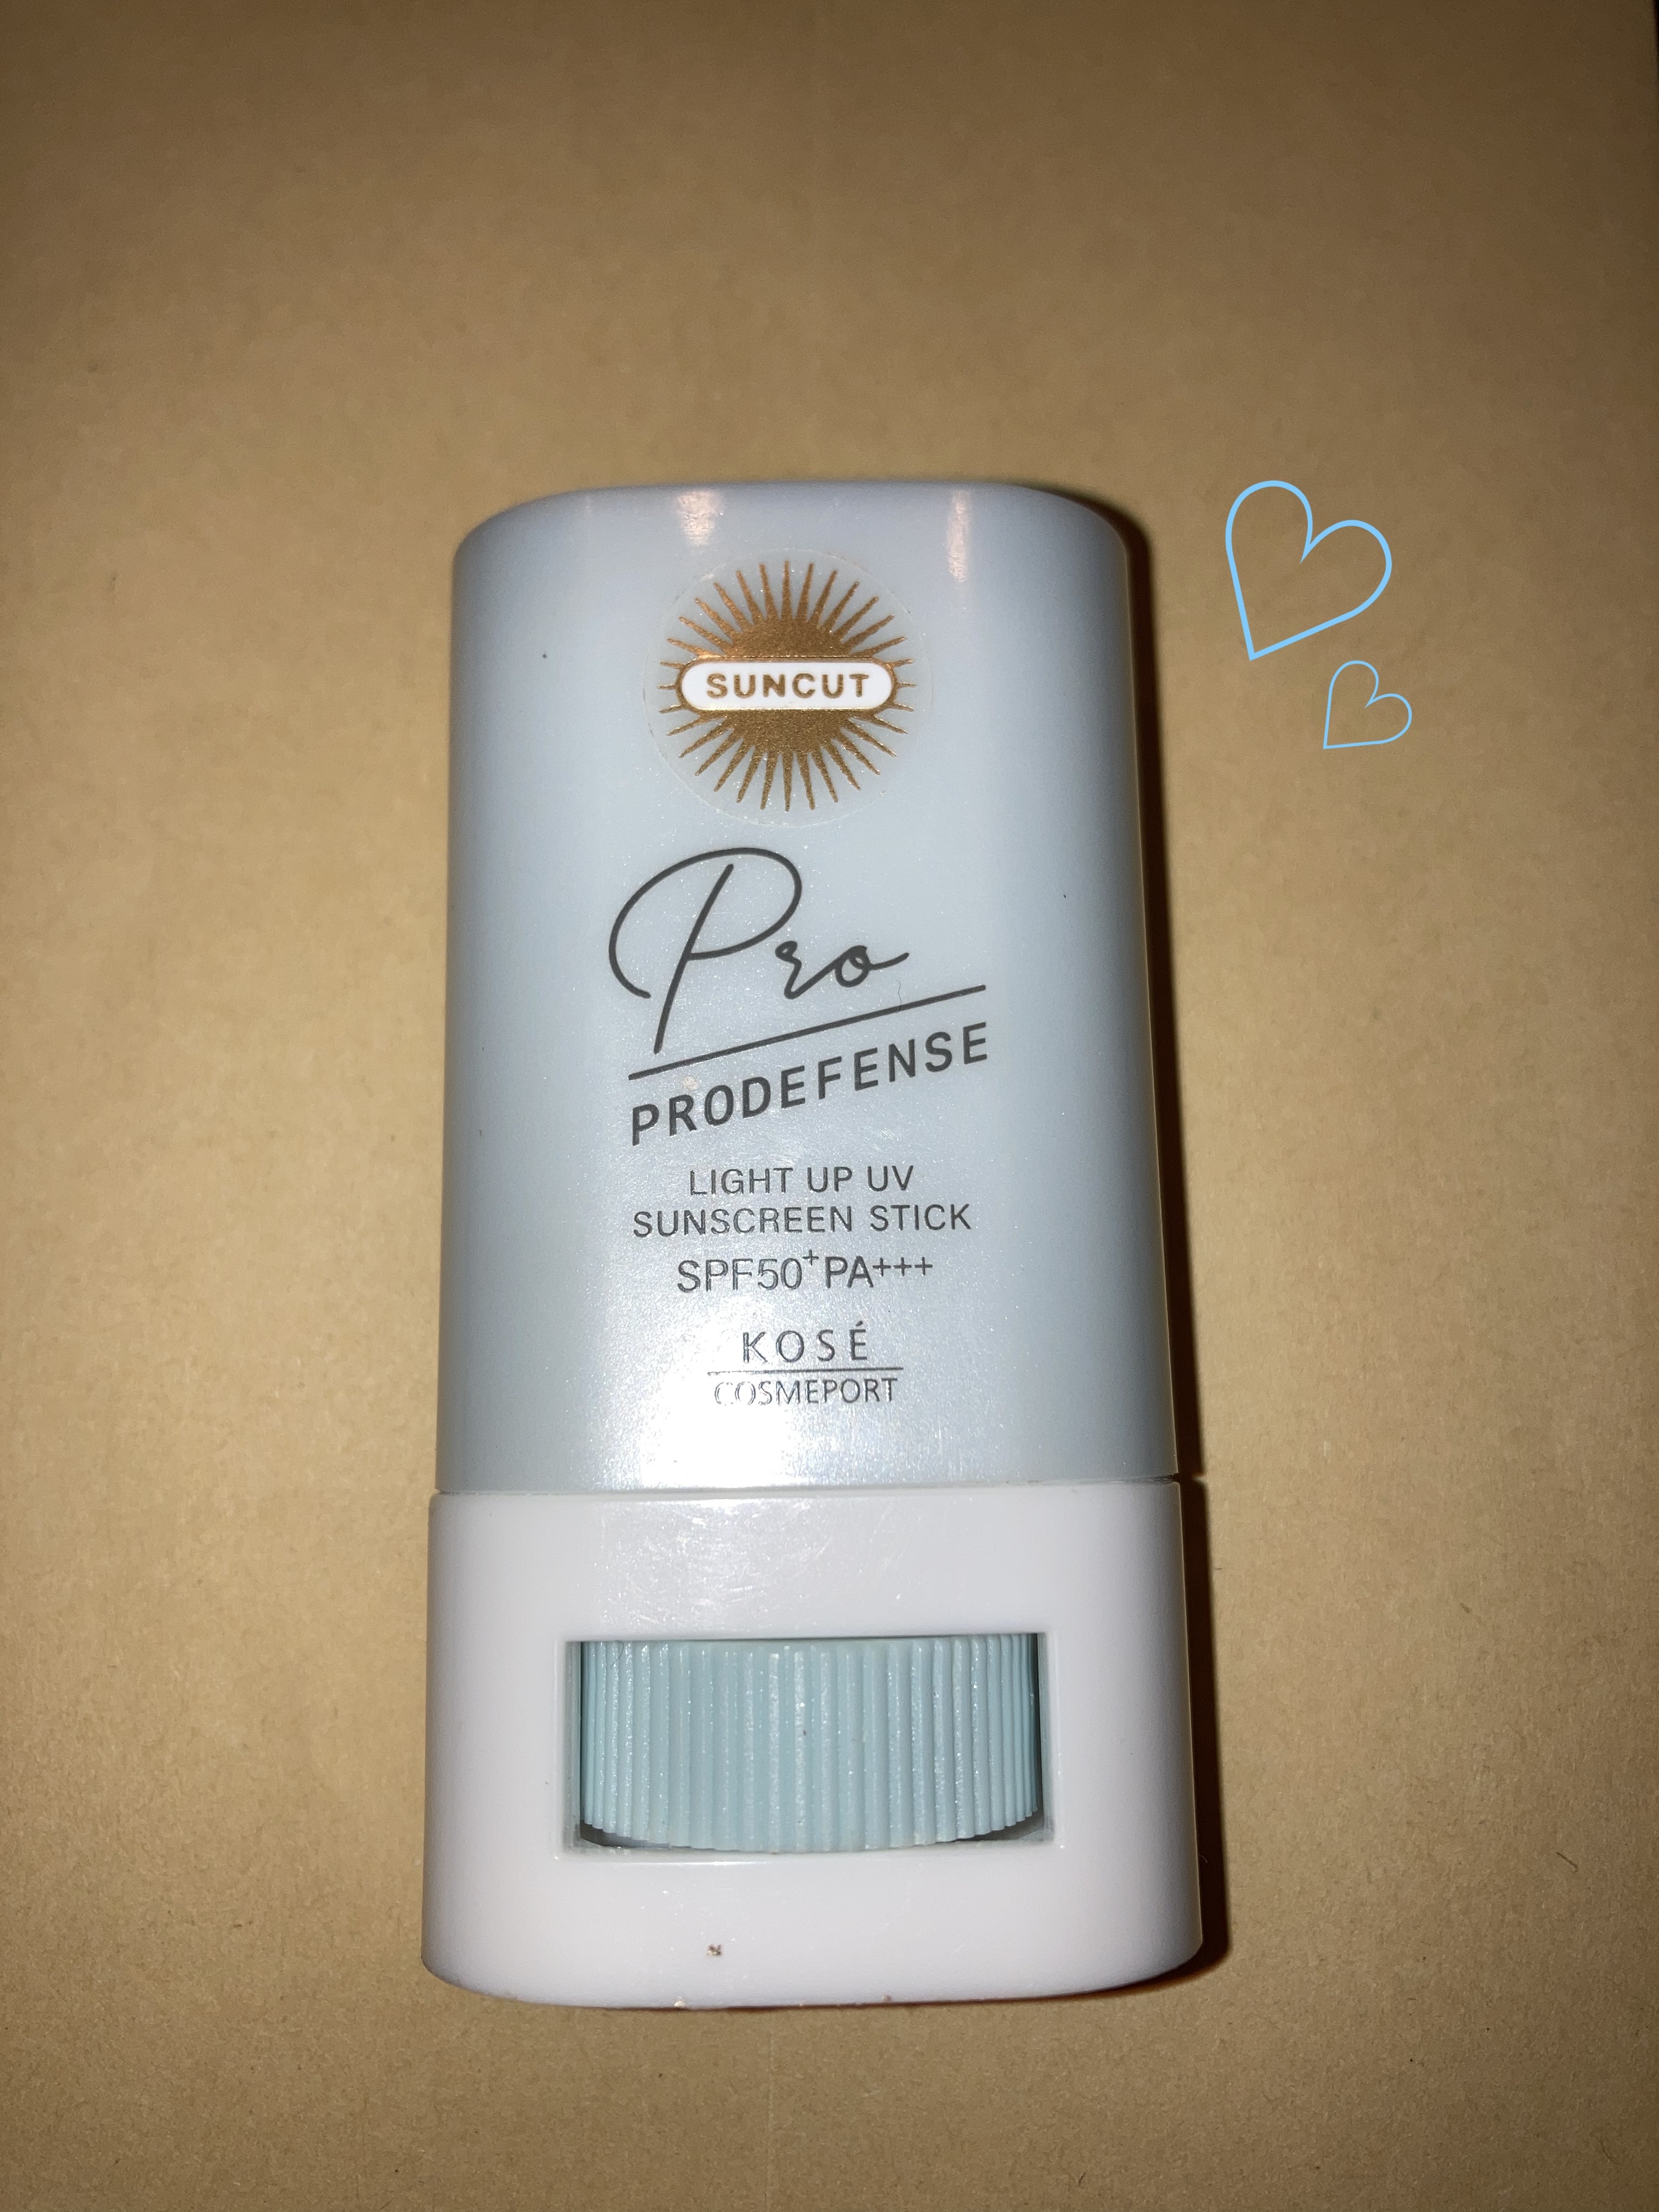 SUNCUT
Pro
PRODEFENSE
LIGHT UP UV
SUNSCREEN STICK
SPF50+PA+++
KOSÉ
COSMEPORT